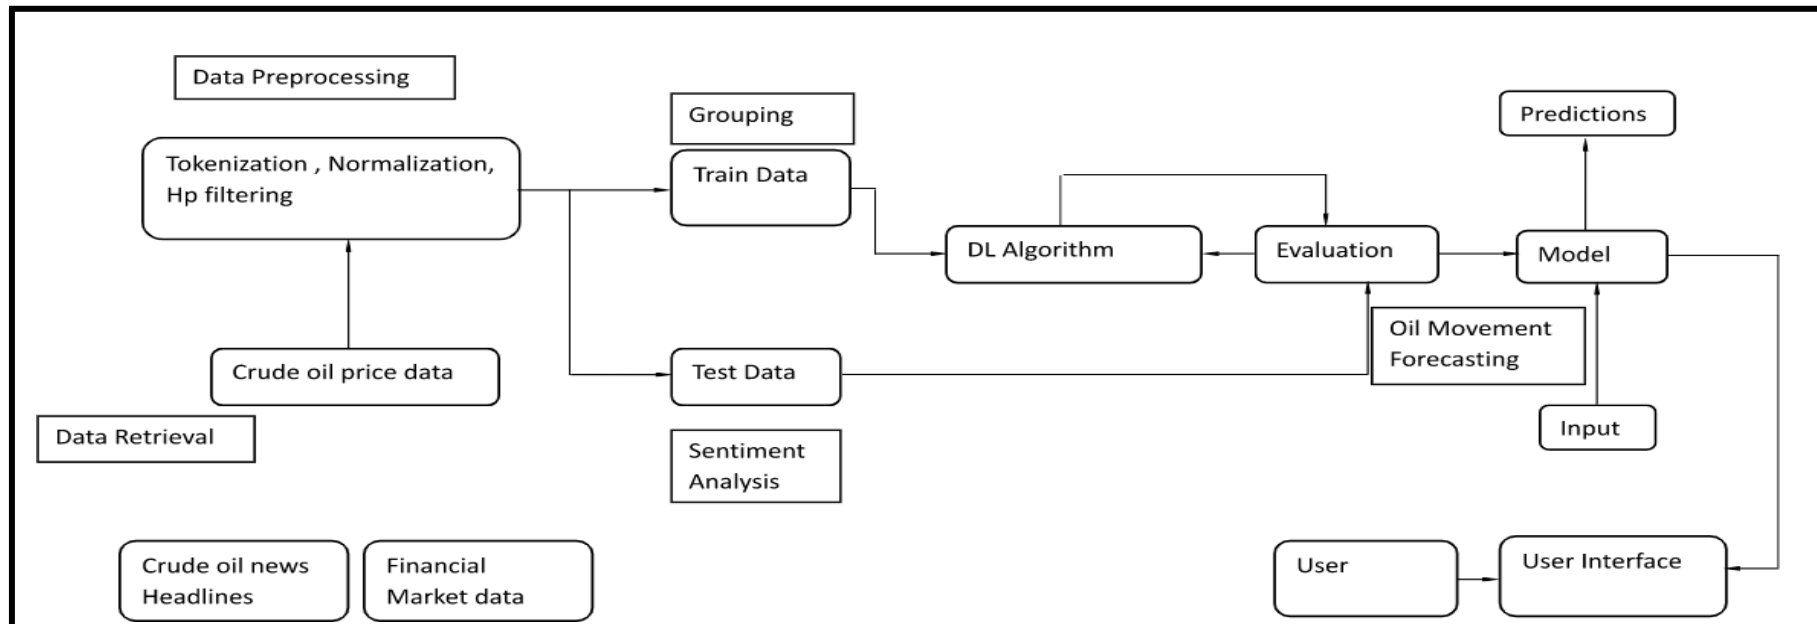 Data Preprocessing
Grouping
Predictions
Tokenization , Normalization,
Hp filtering
Train Data
DL Algorithm
Evaluation
Model
Oil Movement
Forecasting
Crude oil price data
Test Data
Input
Data Retrieval
Sentiment
Analysis
Crude oil news
Headlines
Financial
Market data
User
User Interface